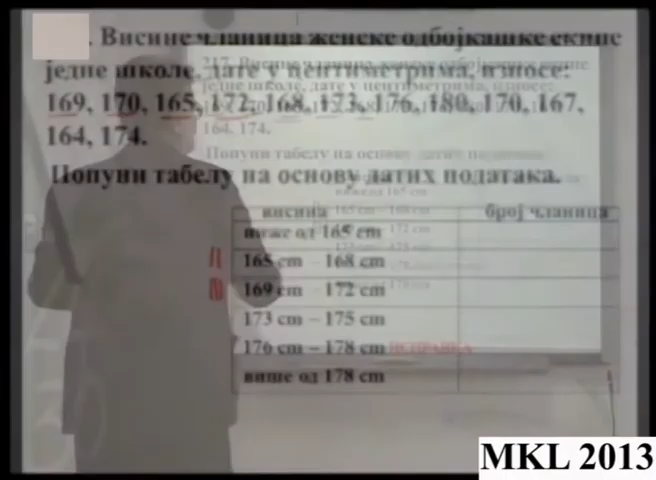 . Висине чланица женске одбојкашке екипе
једне школе, дате у центиметрима, износе:
169, 170, 165, 172, 168, 173, 176, 180, 170, 167,
164, 174.
Попуни табелу на основу датих података.
висина број чланица
ниже од 165 cm
165 cm – 168 cm
169 cm – 172 cm
173 cm – 175 cm
176 cm – 178 cm ИСПРАВКА
више од 178 cm
MKL 2013